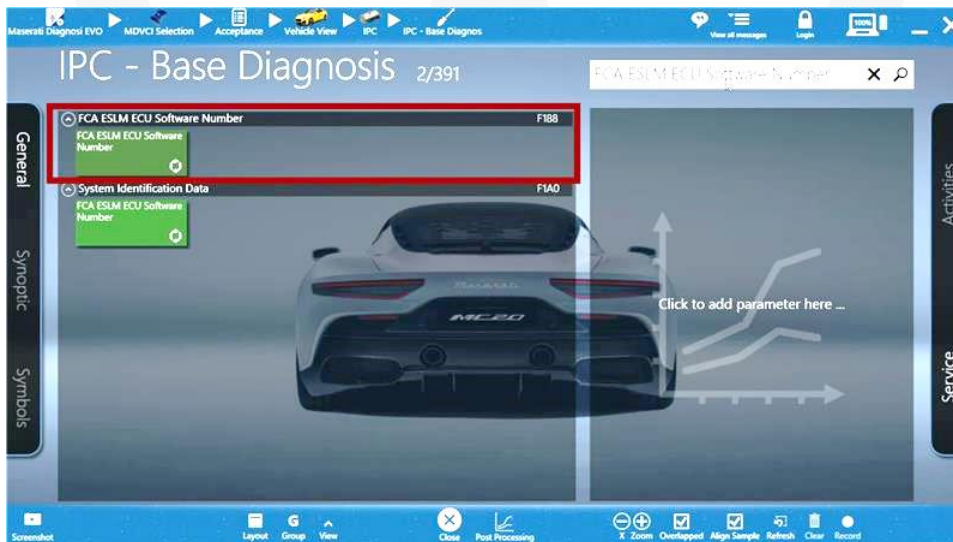 Maserati Diagnosi EVO
MDVCI Selection
Acceptance
Vehicle View
IPC
IPC - Base Diagnos
View all messages
Login
100%
IPC - Base Diagnosis 2/391
FCA ESLM ECU Software Number
General
Synoptic
Symbols
FCA ESLM ECU Software Number F188
FCA ESLM ECU Software
Number
System Identification Data F1A0
FCA ESLM ECU Software
Number
Maserati
MC20
Click to add parameter here ...
Activities
Service
Screenshot
Layout
G
Group
View
Close
Post Processing
X Zoom
Overlapped
Align Sample
Refresh
Clear
Record